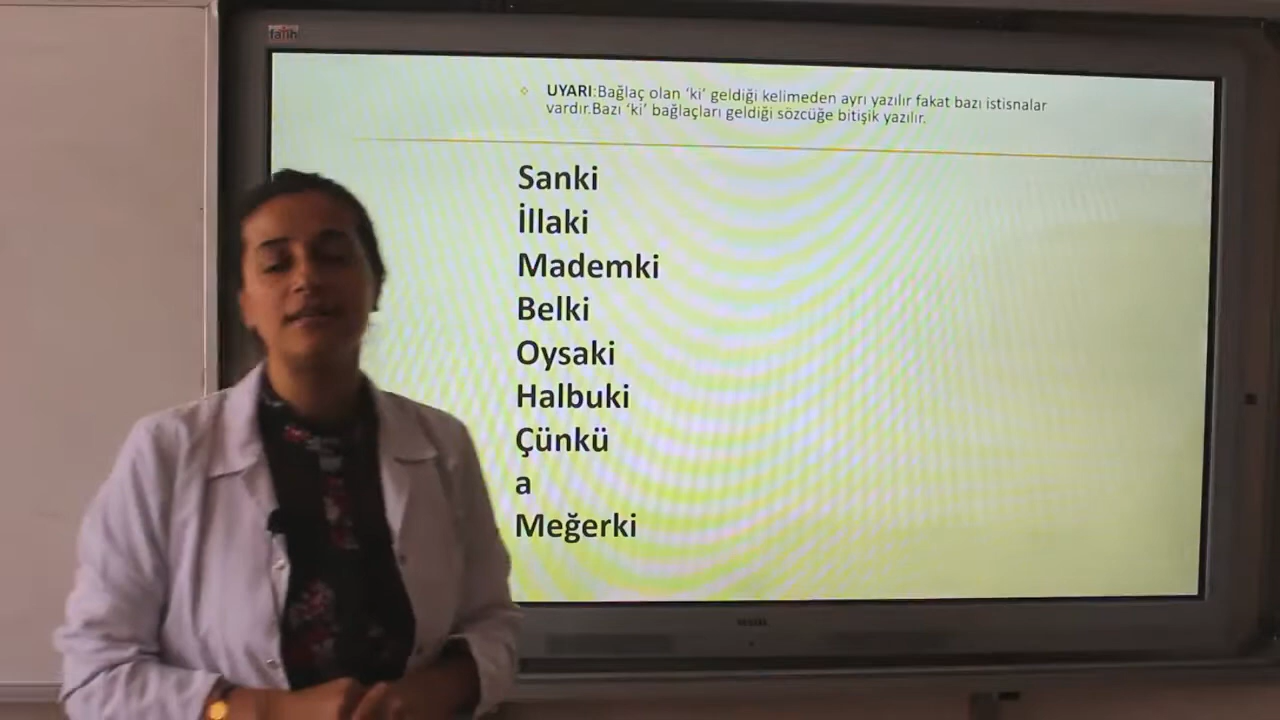 fatih
UYARI:Bağlaç olan ‘ki’ geldiği kelimeden ayrı yazılır fakat bazı istisnalar
vardır.Bazı ‘ki’ bağlaçları geldiği sözcüğe bitişik yazılır.
Sanki
İllaki
Mademki
Belki
Oysaki
Halbuki
Çünkü
a
Meğerki